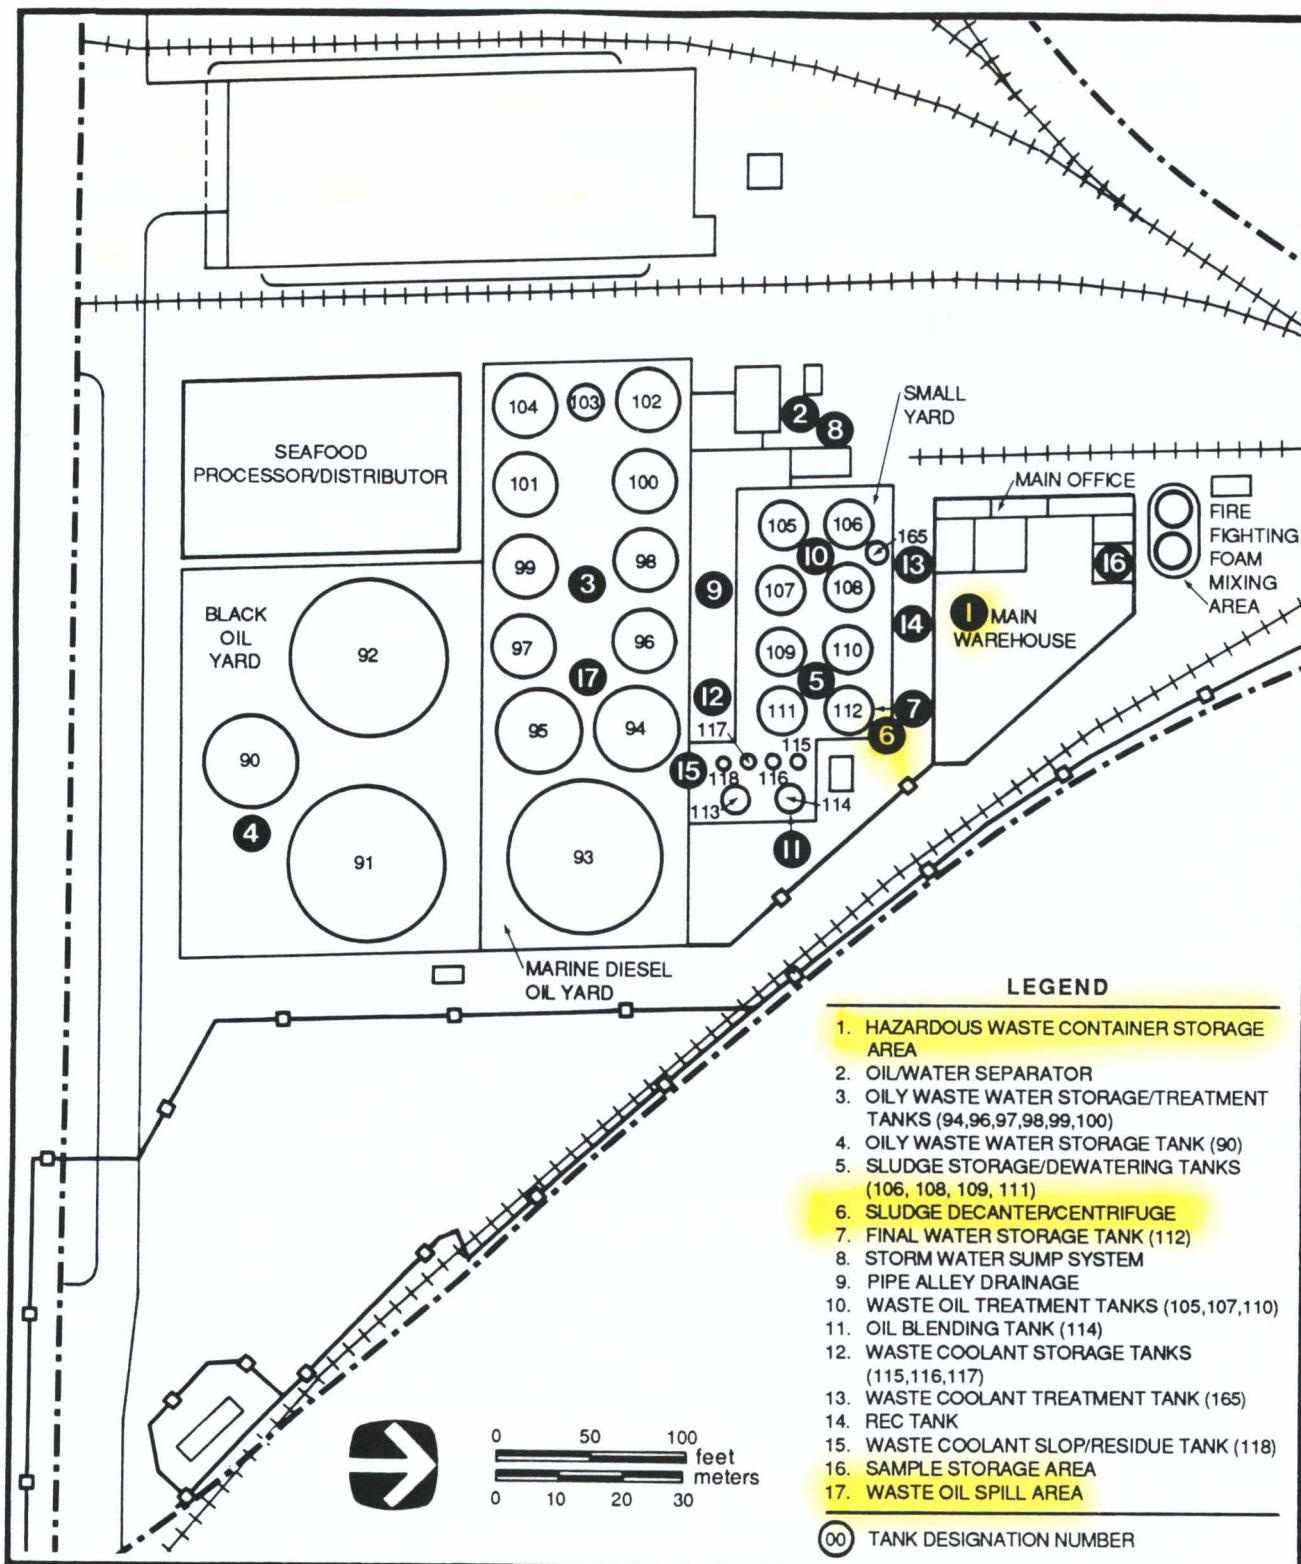 104
103
102
2
8
SMALL
YARD
SEAFOOD
PROCESSOR/DISTRIBUTOR
101
100
MAIN OFFICE
FIRE
FIGHTING
FOAM
MIXING
AREA
105
106
165
10
13
16
99
98
3
9
107
108
BLACK
OIL
YARD
92
1
MAIN
WAREHOUSE
14
97
96
109
110
17
5
12
111
112
7
95
94
117
115
6
90
15
118
116
113
114
4
91
93
11
MARINE DIESEL
OIL YARD
LEGEND
1. HAZARDOUS WASTE CONTAINER STORAGE
AREA
2. OIL/WATER SEPARATOR
3. OILY WASTE WATER STORAGE/TREATMENT
TANKS (94,96,97,98,99,100)
4. OILY WASTE WATER STORAGE TANK (90)
5. SLUDGE STORAGE/DEWATERING TANKS
(106, 108, 109, 111)
6. SLUDGE DECANTER/CENTRIFUGE
7. FINAL WATER STORAGE TANK (112)
8. STORM WATER SUMP SYSTEM
9. PIPE ALLEY DRAINAGE
10. WASTE OIL TREATMENT TANKS (105,107,110)
11. OIL BLENDING TANK (114)
12. WASTE COOLANT STORAGE TANKS
(115,116,117)
13. WASTE COOLANT TREATMENT TANK (165)
14. REC TANK
15. WASTE COOLANT SLOP/RESIDUE TANK (118)
16. SAMPLE STORAGE AREA
17. WASTE OIL SPILL AREA
00 TANK DESIGNATION NUMBER
0 50 100
feet
meters
0 10 20 30